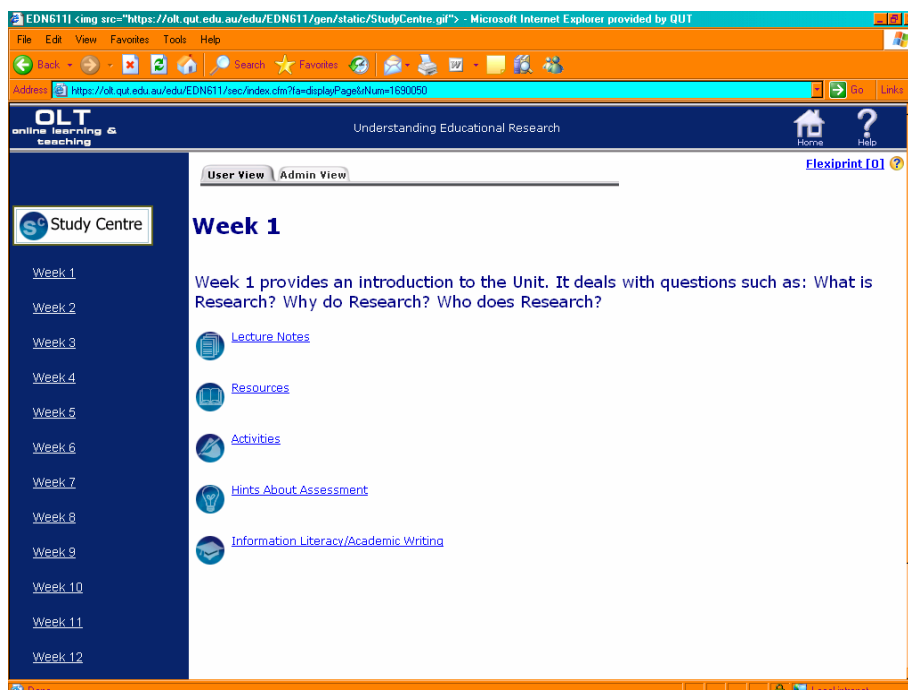 EDN611| <img src="https://olt.qut.edu.au/edu/EDN611/gen/static/StudyCentre.gif"> - Microsoft Internet Explorer provided by QUT
File Edit View Favorites Tools Help
Back Search Favorites
Address https://olt.qut.edu.au/edu/EDN611/sec/index.cfm?fa=displayPage&rNum=1690050 Go Links
OLT
online learning &
teaching
Understanding Educational Research
Home Help
Flexiprint [0] ?
User View Admin View
Sc Study Centre
Week 1
Week 2
Week 3
Week 4
Week 5
Week 6
Week 7
Week 8
Week 9
Week 10
Week 11
Week 12
Week 1
Week 1 provides an introduction to the Unit. It deals with questions such as: What is
Research? Why do Research? Who does Research?
Lecture Notes
Resources
Activities
Hints About Assessment
Information Literacy/Academic Writing